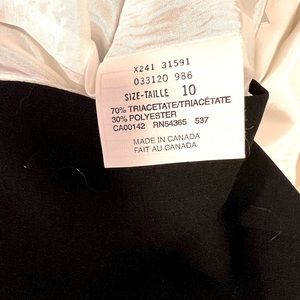 X241 31591
033120 986
SIZE-TAILLE 10
70% TRIACETATE/TRIACÉTATE
30% POLYESTER
CA00142 RN54365 537
MADE IN CANADA
FAIT AU CANADA